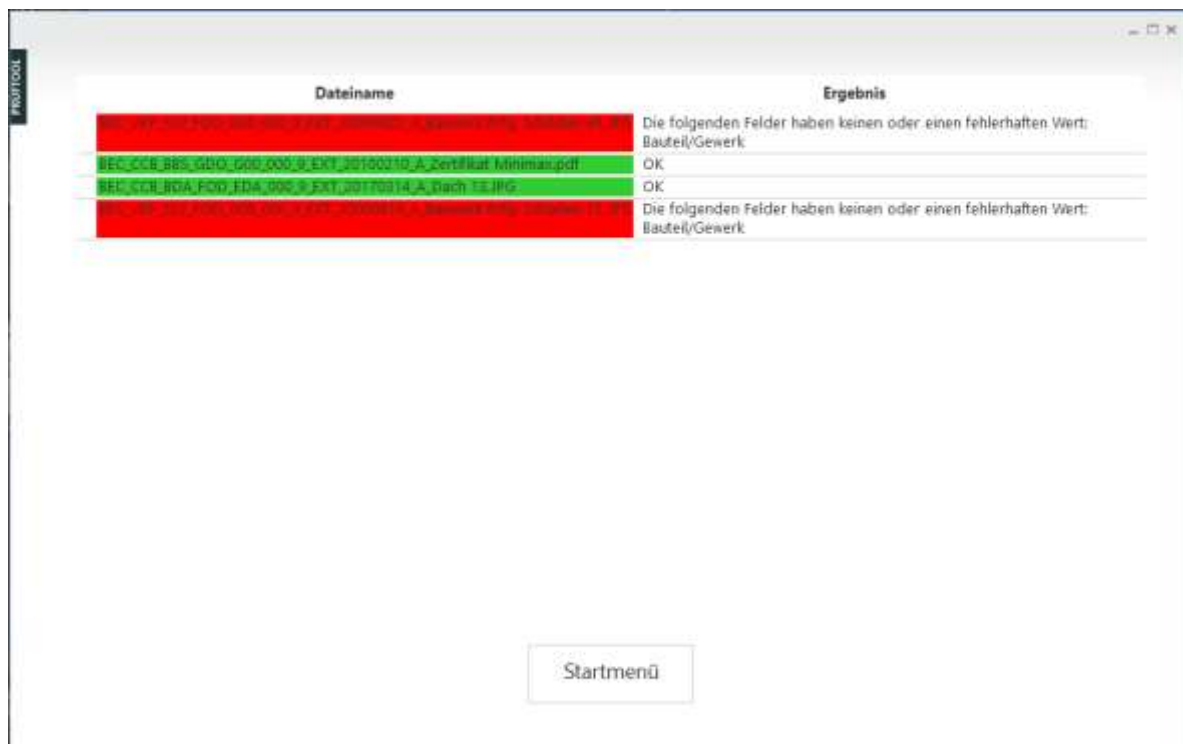 PRÜFTOOL
Dateiname Ergebnis
Die folgenden Felder haben keinen oder einen fehlerhaften Wert:
Bauteil/Gewerk
BEC_CCB_BBS_GDO_G00_000_9_EXT_20100210_A_Zertifikat Minimax.pdf OK
BEC_CCB_BDA_FOD_EDA_000_9_EXT_20170314_A_Dach 13.JPG OK
Die folgenden Felder haben keinen oder einen fehlerhaften Wert:
Bauteil/Gewerk
Startmenü